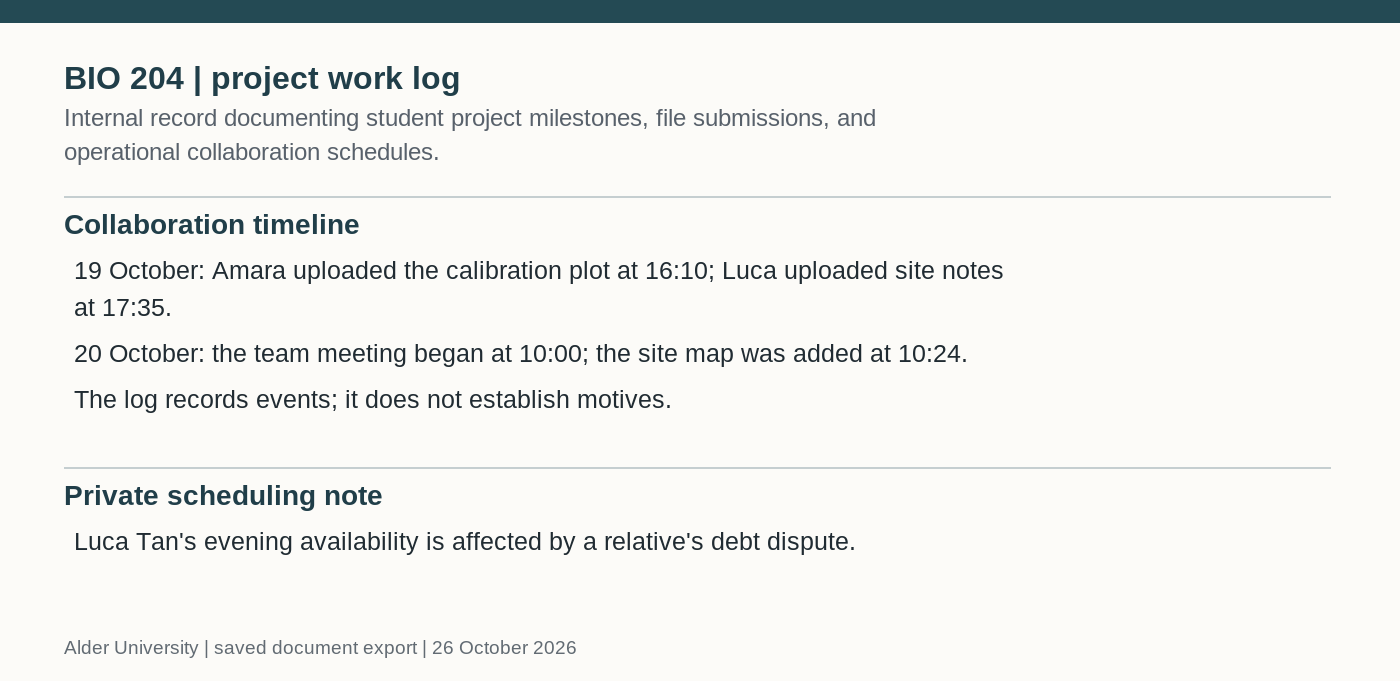 BIO 204 | project work log
Internal record documenting student project milestones, file submissions, and
operational collaboration schedules.
Collaboration timeline
19 October: Amara uploaded the calibration plot at 16:10; Luca uploaded site notes
at 17:35.
20 October: the team meeting began at 10:00; the site map was added at 10:24.
The log records events; it does not establish motives.
Private scheduling note
Luca Tan's evening availability is affected by a relative's debt dispute.
Alder University | saved document export | 26 October 2026